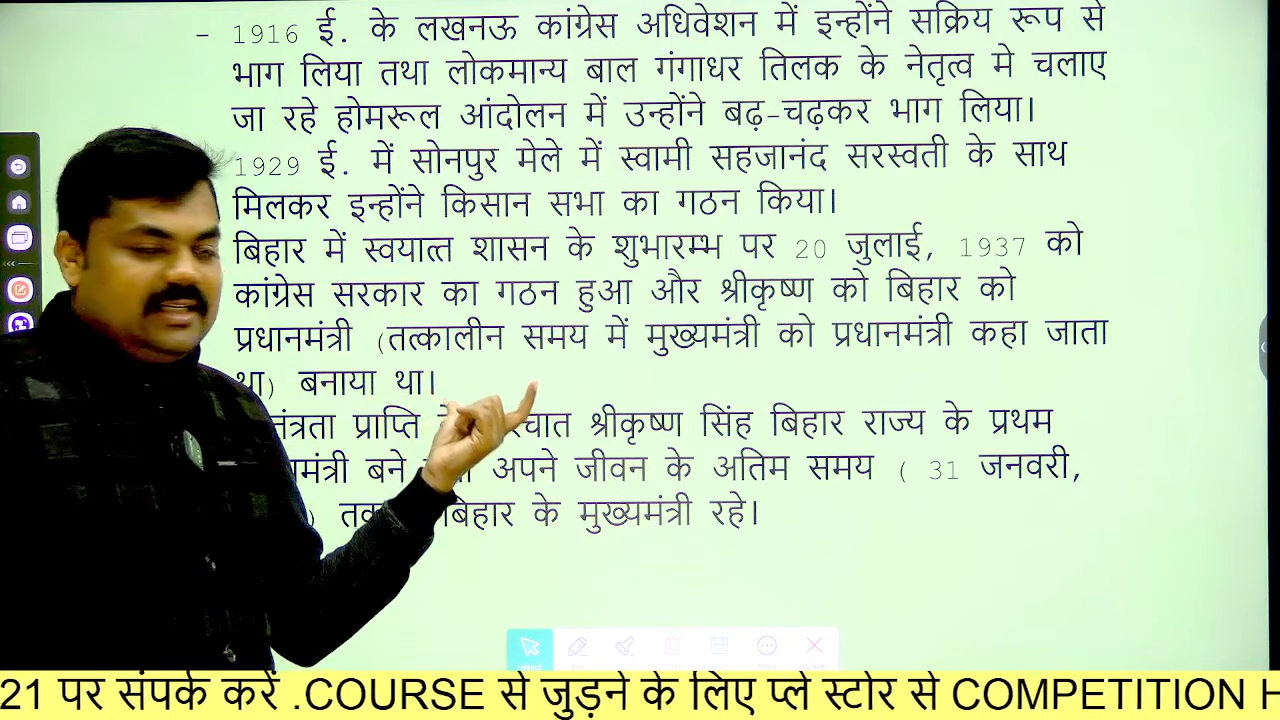 - 1916 ई. के लखनऊ कांग्रेस अधिवेशन में इन्होंने सक्रिय रूप से
भाग लिया तथा लोकमान्य बाल गंगाधर तिलक के नेतृत्व मे चलाए
जा रहे होमरूल आंदोलन में उन्होंने बढ़-चढ़कर भाग लिया।
1929 ई. में सोनपुर मेले में स्वामी सहजानंद सरस्वती के साथ
मिलकर इन्होंने किसान सभा का गठन किया।
बिहार में स्वयात्त शासन के शुभारम्भ पर 20 जुलाई, 1937 को
कांग्रेस सरकार का गठन हुआ और श्रीकृष्ण को बिहार को
प्रधानमंत्री (तत्कालीन समय में मुख्यमंत्री को प्रधानमंत्री कहा जाता
था) बनाया था।
प्राप्ति श्रीकृष्ण सिंह बिहार राज्य के प्रथम
बने अपने जीवन के अतिम समय ( 31 जनवरी,
बिहार के मुख्यमंत्री रहे।
21 पर संपर्क करें .COURSE से जुड़ने के लिए प्ले स्टोर से COMPETITION H